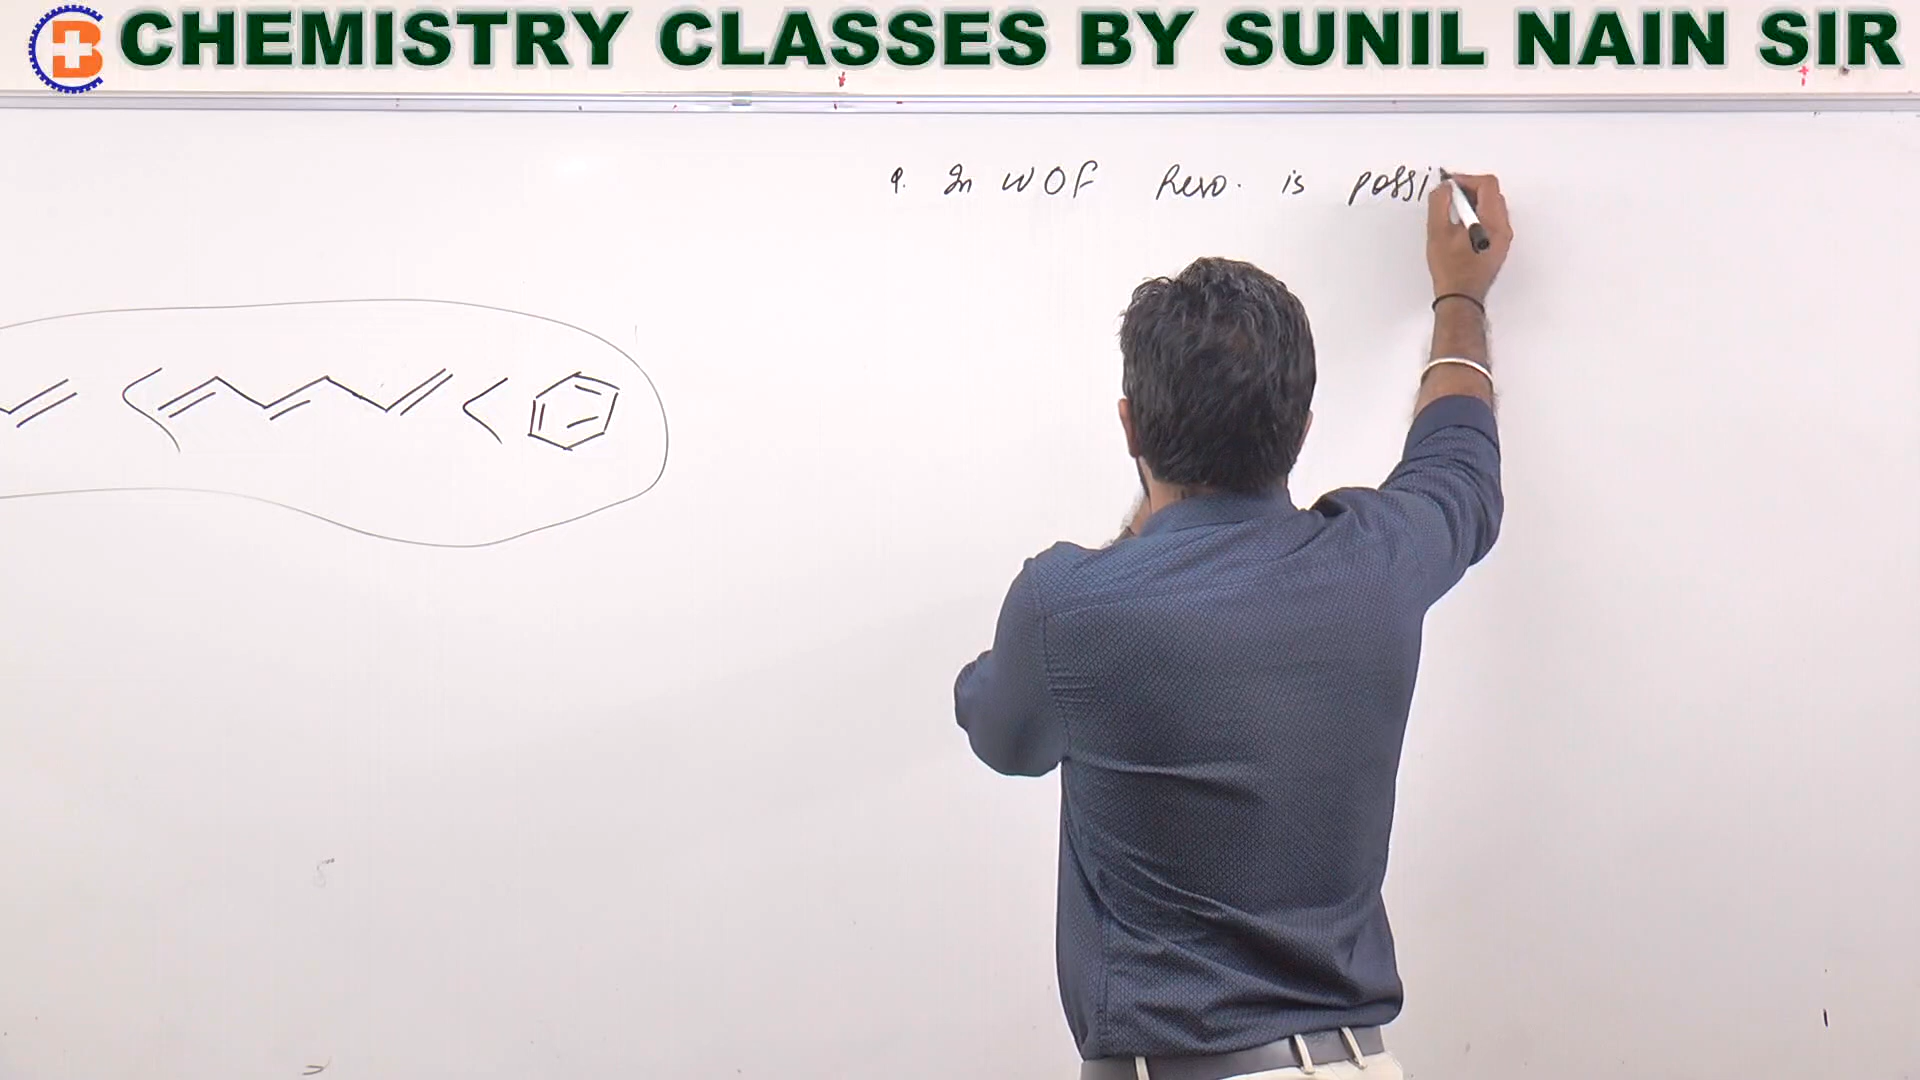 CHEMISTRY CLASSES BY SUNIL NAIN SIR
Q. In WOF Reso. is possi